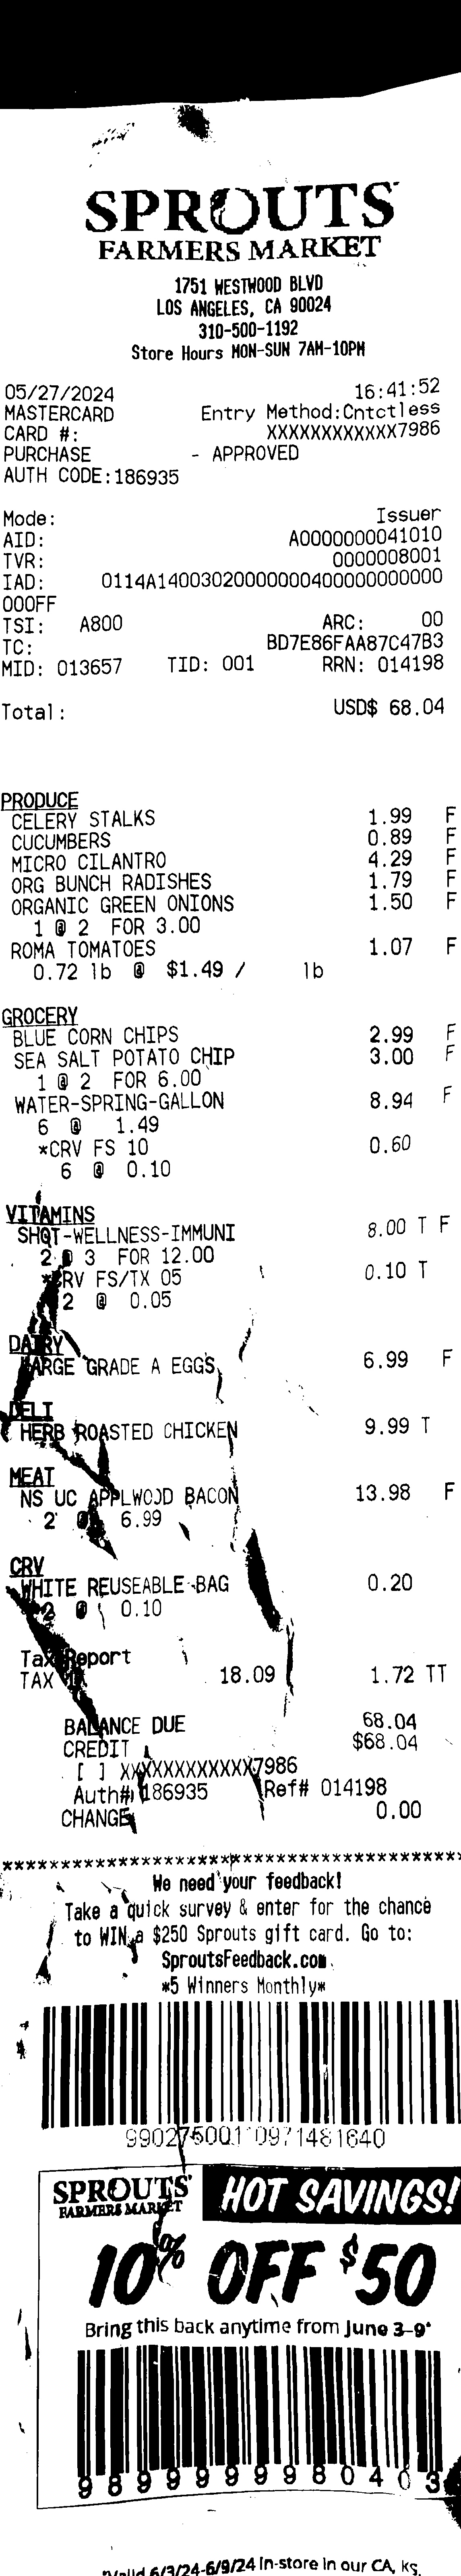 SPROUTS
FARMERS MARKET
1751 WESTWOOD BLVD
LOS ANGELES, CA 90024
310-500-1192
Store Hours MON-SUN 7AM-10PM
05/27/2024 16:41:52
MASTERCARD Entry Method:Cntctless
CARD #: XXXXXXXXXXXX7986
PURCHASE - APPROVED
AUTH CODE:186935
Mode: Issuer
AID: A0000000041010
TVR: 0000008001
IAD: 0114A14003020000000400000000000
000FF
TSI: A800 ARC: 00
TC: BD7E86FAA87C47B3
MID: 013657 TID: 001 RRN: 014198
Total: USD$ 68.04
PRODUCE
CELERY STALKS 1.99 F
CUCUMBERS 0.89 F
MICRO CILANTRO 4.29 F
ORG BUNCH RADISHES 1.79 F
ORGANIC GREEN ONIONS 1.50 F
1 @ 2 FOR 3.00
ROMA TOMATOES 1.07 F
0.72 lb @ $1.49 / lb
GROCERY
BLUE CORN CHIPS 2.99 F
SEA SALT POTATO CHIP 3.00 F
1 @ 2 FOR 6.00
WATER-SPRING-GALLON 8.94 F
6 @ 1.49
*CRV FS 10 0.60
6 @ 0.10
VITAMINS
SHOT-WELLNESS-IMMUNI 8.00 T F
2 @ 3 FOR 12.00
*CRV FS/TX 05 0.10 T
2 @ 0.05
DAIRY
LARGE GRADE A EGGS 6.99 F
DELI
HERB ROASTED CHICKEN 9.99 T
MEAT
NS UC APPLWOOD BACON 13.98 F
2 @ 6.99
CRV
WHITE REUSEABLE BAG 0.20
2 @ 0.10
Tax Report
TAX 18.09 1.72 TT
BALANCE DUE 68.04
CREDIT $68.04
[ ] XXXXXXXXXXXX7986
Auth# 186935 Ref# 014198
CHANGE 0.00
****************************************
We need your feedback!
Take a quick survey & enter for the chance
to WIN a $250 Sprouts gift card. Go to:
SproutsFeedback.com
*5 Winners Monthly*
99027500110971481640
SPROUTS
FARMERS MARKET
HOT SAVINGS!
10% OFF $50
Bring this back anytime from June 3-9*
9899999980403
*Valid 6/3/24-6/9/24 in-store in our CA, KS,